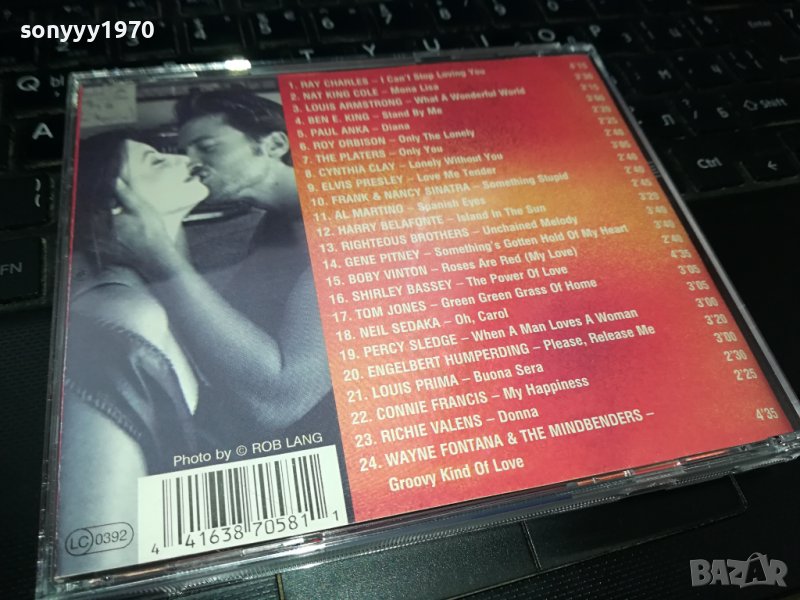 sonyyy1970
1. RAY CHARLES – I Can't Stop Loving You
2. NAT KING COLE – Mona Lisa
3. LOUIS ARMSTRONG – What A Wonderful World
4. BEN E. KING – Stand By Me
5. PAUL ANKA – Diana
6. ROY ORBISON – Only The Lonely
7. THE PLATERS – Only You
8. CYNTHIA CLAY – Lonely Without You
9. ELVIS PRESLEY – Love Me Tender
10. FRANK & NANCY SINATRA – Something Stupid
11. AL MARTINO – Spanish Eyes
12. HARRY BELAFONTE – Island In The Sun
13. RIGHTEOUS BROTHERS – Unchained Melody
14. GENE PITNEY – Something's Gotten Hold Of My Heart
15. BOBY VINTON – Roses Are Red (My Love)
16. SHIRLEY BASSEY – The Power Of Love
17. TOM JONES – Green Green Grass Of Home
18. NEIL SEDAKA – Oh, Carol
19. PERCY SLEDGE – When A Man Loves A Woman
20. ENGELBERT HUMPERDING – Please, Release Me
21. LOUIS PRIMA – Buona Sera
22. CONNIE FRANCIS – My Happiness
23. RICHIE VALENS – Donna
24. WAYNE FONTANA & THE MINDBENDERS –
Groovy Kind Of Love
4'35
Photo by © ROB LANG
LC 0392
4 41638 70581 1
FN
BAZAR